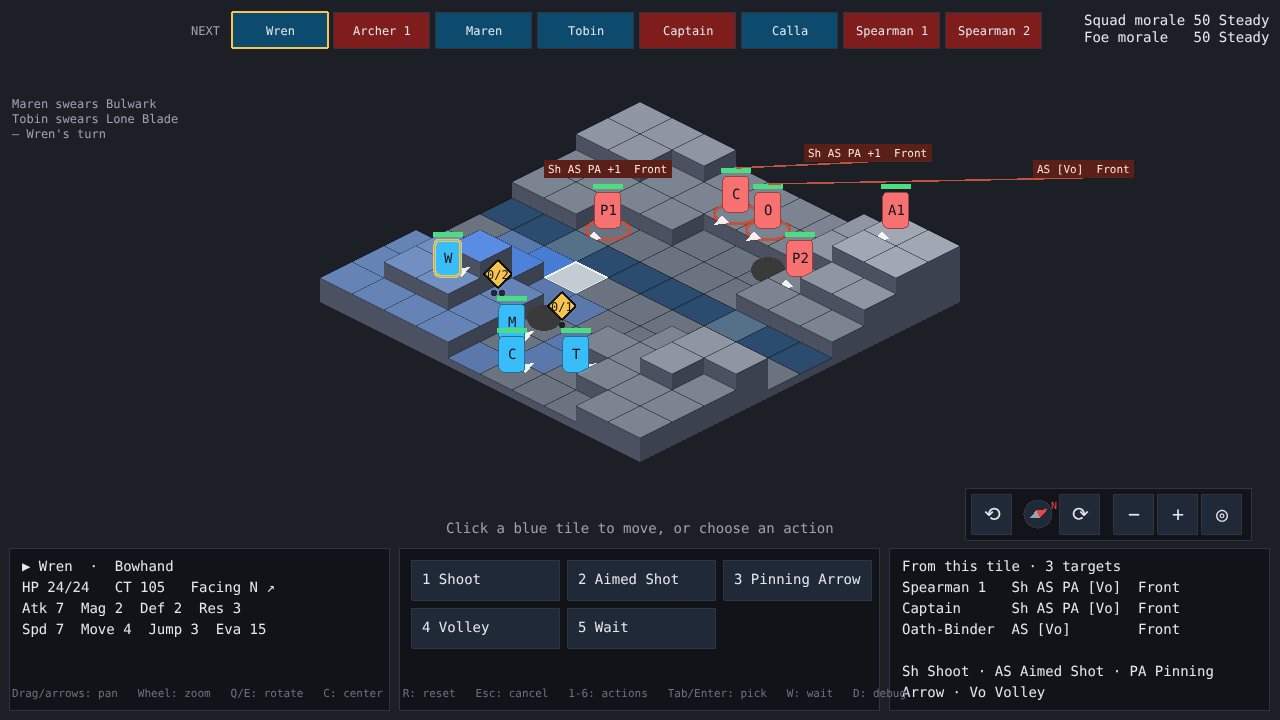 NEXT Wren Archer 1 Maren Tobin Captain Calla Spearman 1 Spearman 2
Squad morale 50 Steady
Foe morale 50 Steady
Maren swears Bulwark
Tobin swears Lone Blade
— Wren's turn
Sh AS PA +1 Front
Sh AS PA +1 Front
AS [Vo] Front
C
P1
O
A1
W
P2
0/2
M
0/1
C
T
N
Click a blue tile to move, or choose an action
▶ Wren · Bowhand
HP 24/24 CT 105 Facing N ↗
Atk 7 Mag 2 Def 2 Res 3
Spd 7 Move 4 Jump 3 Eva 15
1 Shoot
2 Aimed Shot
3 Pinning Arrow
4 Volley
5 Wait
From this tile · 3 targets
Spearman 1 Sh AS PA [Vo] Front
Captain Sh AS PA [Vo] Front
Oath-Binder AS [Vo] Front
Sh Shoot · AS Aimed Shot · PA Pinning
Arrow · Vo Volley
Drag/arrows: pan Wheel: zoom Q/E: rotate C: center R: reset Esc: cancel 1-6: actions Tab/Enter: pick W: wait D: debug